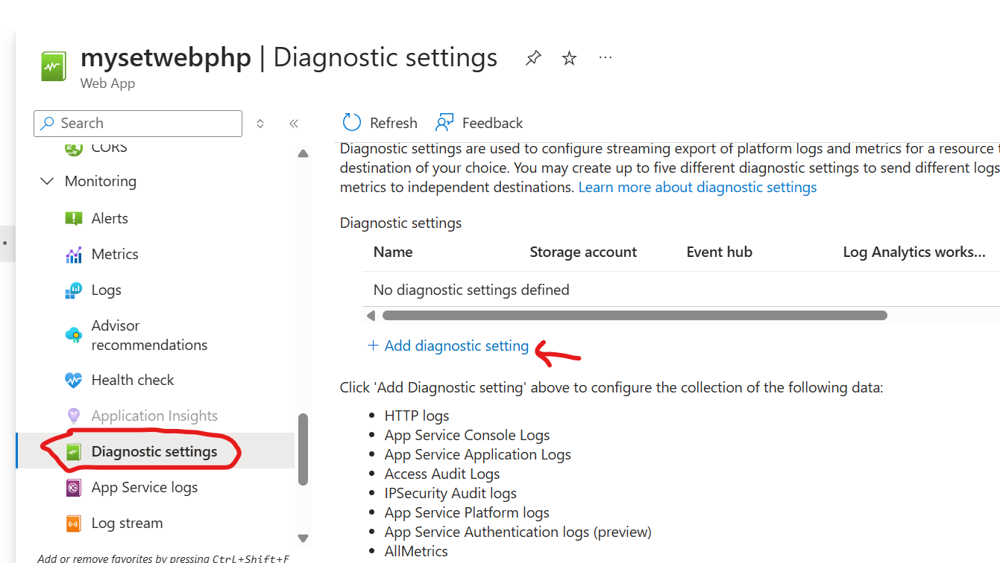 mysetwebphp | Diagnostic settings
Web App
Search
Refresh
Feedback
CORS
Monitoring
Alerts
Metrics
Logs
Advisor
recommendations
Health check
Application Insights
Diagnostic settings
App Service logs
Log stream
Add or remove favorites by pressing Ctrl+Shift+F
Diagnostic settings are used to configure streaming export of platform logs and metrics for a resource t
destination of your choice. You may create up to five different diagnostic settings to send different logs
metrics to independent destinations. Learn more about diagnostic settings
Diagnostic settings
Name Storage account Event hub Log Analytics works...
No diagnostic settings defined
+ Add diagnostic setting
Click 'Add Diagnostic setting' above to configure the collection of the following data:
• HTTP logs
• App Service Console Logs
• App Service Application Logs
• Access Audit Logs
• IPSecurity Audit logs
• App Service Platform logs
• App Service Authentication logs (preview)
• AllMetrics